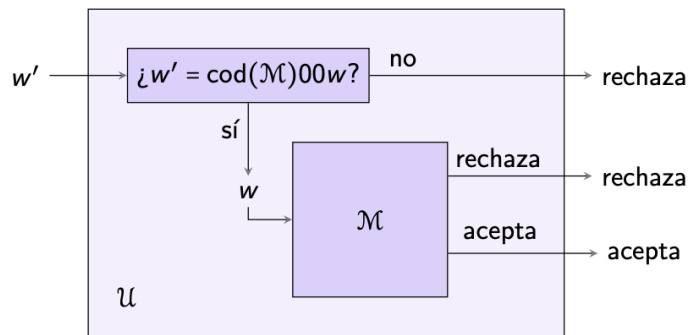 w′
¿w′ = cod(ℳ)00w?
no
rechaza
sí
w
ℳ
rechaza
rechaza
acepta
acepta
𝒰